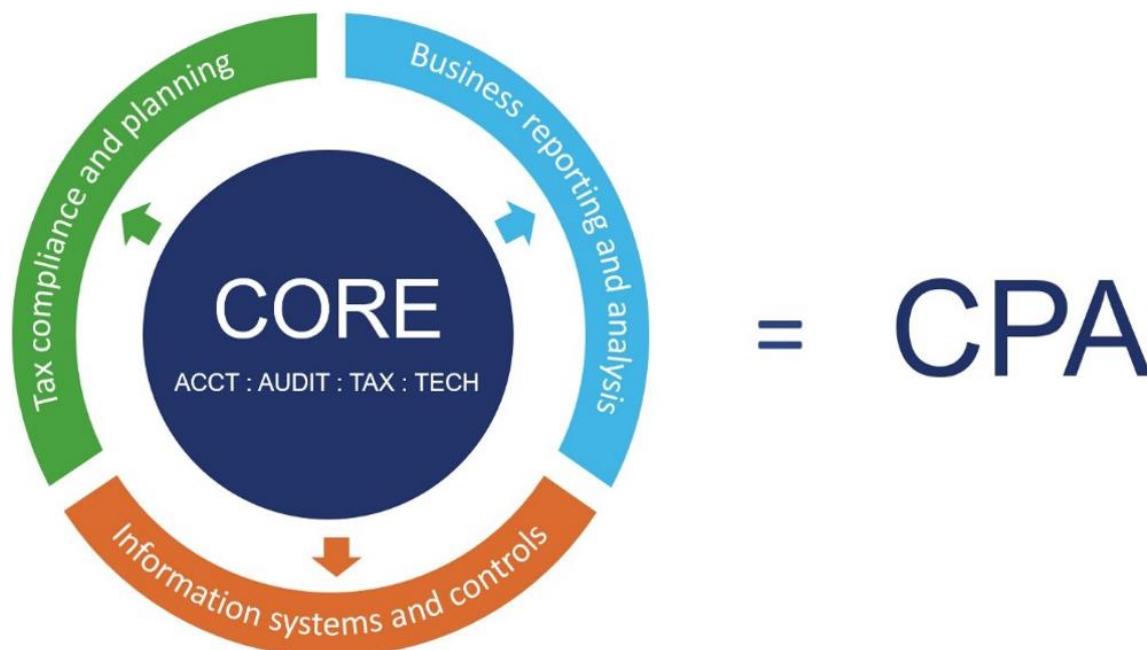 Tax compliance and planning
Business reporting and analysis
CORE
ACCT : AUDIT : TAX : TECH
Information systems and controls
= CPA